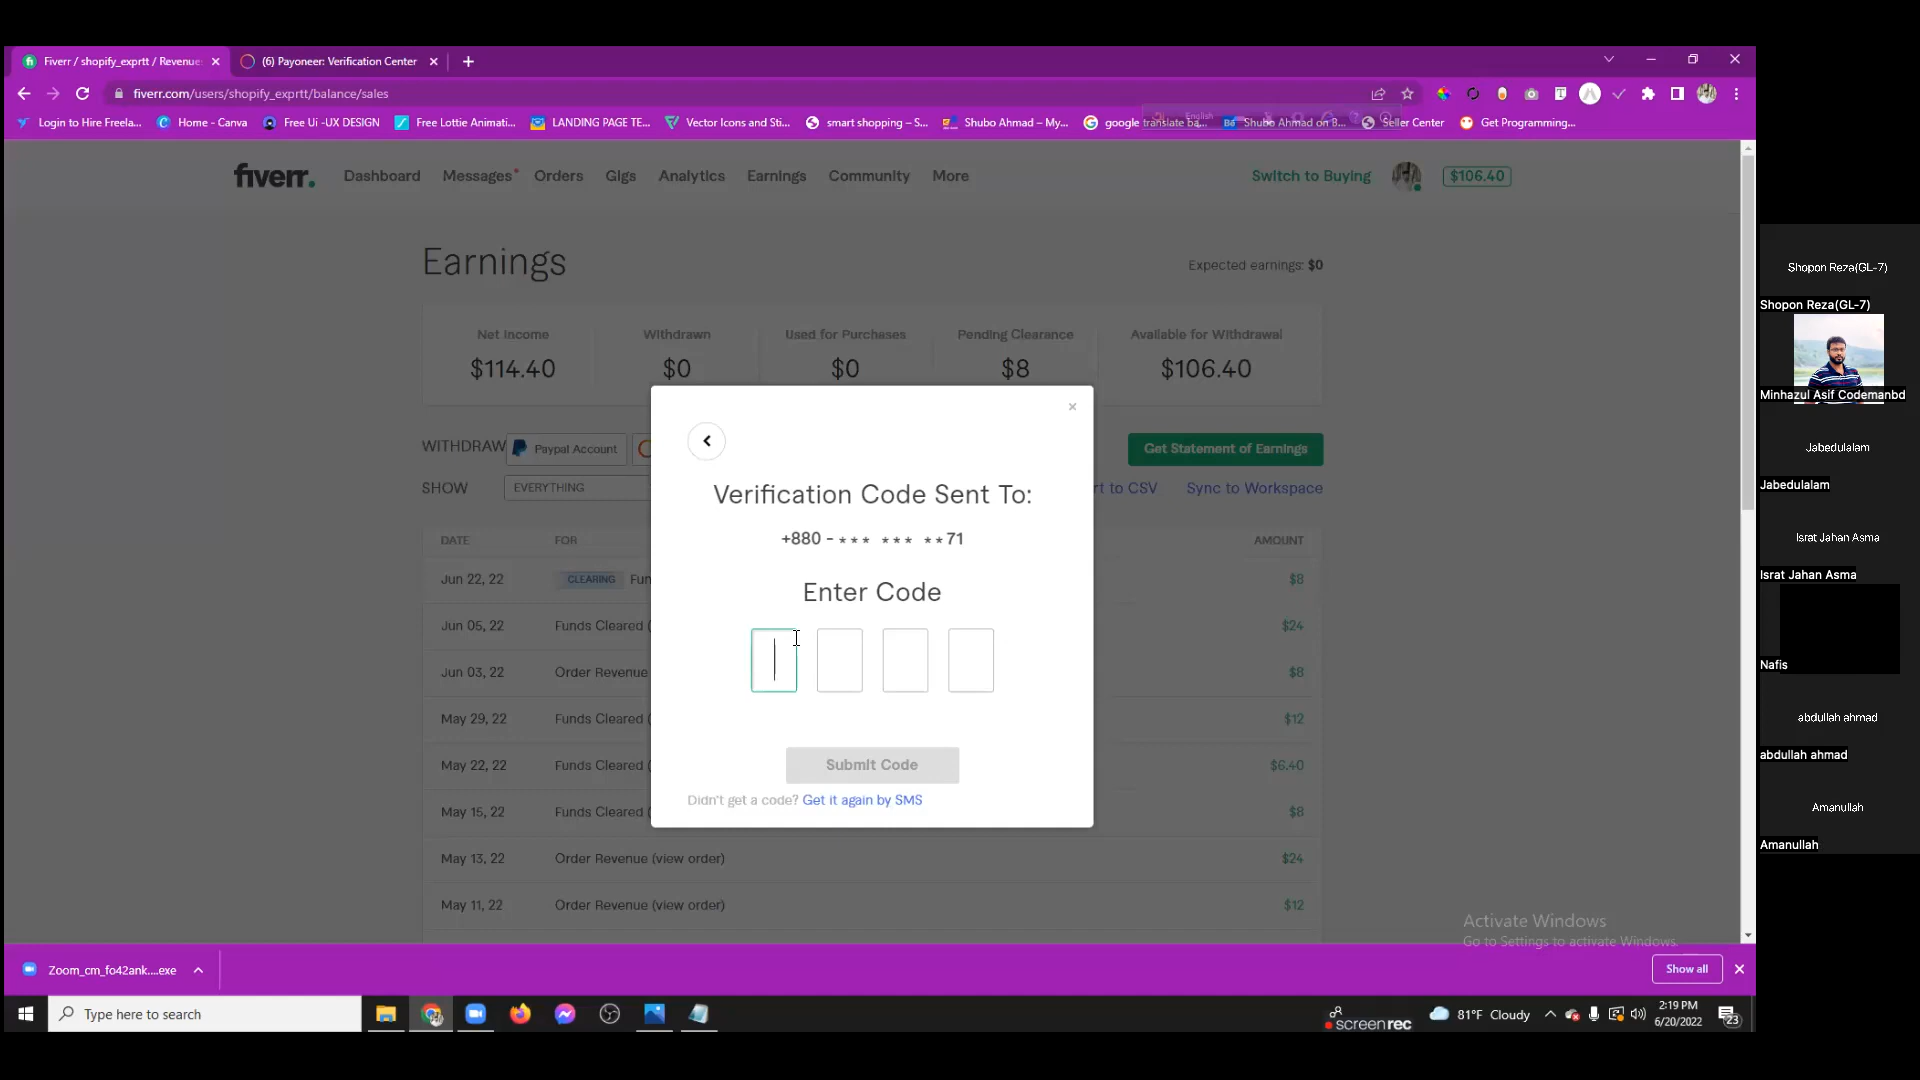 Fiverr / shopify_exprtt / Revenue
(6) Payoneer: Verification Center
fiverr.com/users/shopify_exprtt/balance/sales
Login to Hire Freela...
Home - Canva
Free Ui -UX DESIGN
Free Lottie Animati...
LANDING PAGE TE...
Vector Icons and Sti...
smart shopping – S...
Shubo Ahmad – My...
google translate ba...
Shubo Ahmad on B...
Seller Center
Get Programming...
English
fiverr.
Dashboard
Messages
Orders
Gigs
Analytics
Earnings
Community
More
Switch to Buying
$106.40
Earnings
Expected earnings: $0
Net Income
Withdrawn
Used for Purchases
Pending Clearance
Available for Withdrawal
$114.40
$0
$0
$8
$106.40
WITHDRAW
Paypal Account
Get Statement of Earnings
SHOW
EVERYTHING
rt to CSV
Sync to Workspace
DATE
FOR
AMOUNT
Jun 22, 22
CLEARING
Fun
$8
Jun 05, 22
Funds Cleared (
$24
Jun 03, 22
Order Revenue
$8
May 29, 22
Funds Cleared (
$12
May 22, 22
Funds Cleared (
$6.40
May 15, 22
Funds Cleared (
$8
May 13, 22
Order Revenue (view order)
$24
May 11, 22
Order Revenue (view order)
$12
Verification Code Sent To:
+880 - *** *** **71
Enter Code
Submit Code
Didn't get a code? Get it again by SMS
Activate Windows
Go to Settings to activate Windows.
Zoom_cm_fo42ank....exe
Show all
Type here to search
screenrec
81°F Cloudy
2:19 PM
6/20/2022
23
Shopon Reza(GL-7)
Shopon Reza(GL-7)
Minhazul Asif Codemanbd
Jabedulalam
Jabedulalam
Israt Jahan Asma
Israt Jahan Asma
Nafis
abdullah ahmad
abdullah ahmad
Amanullah
Amanullah